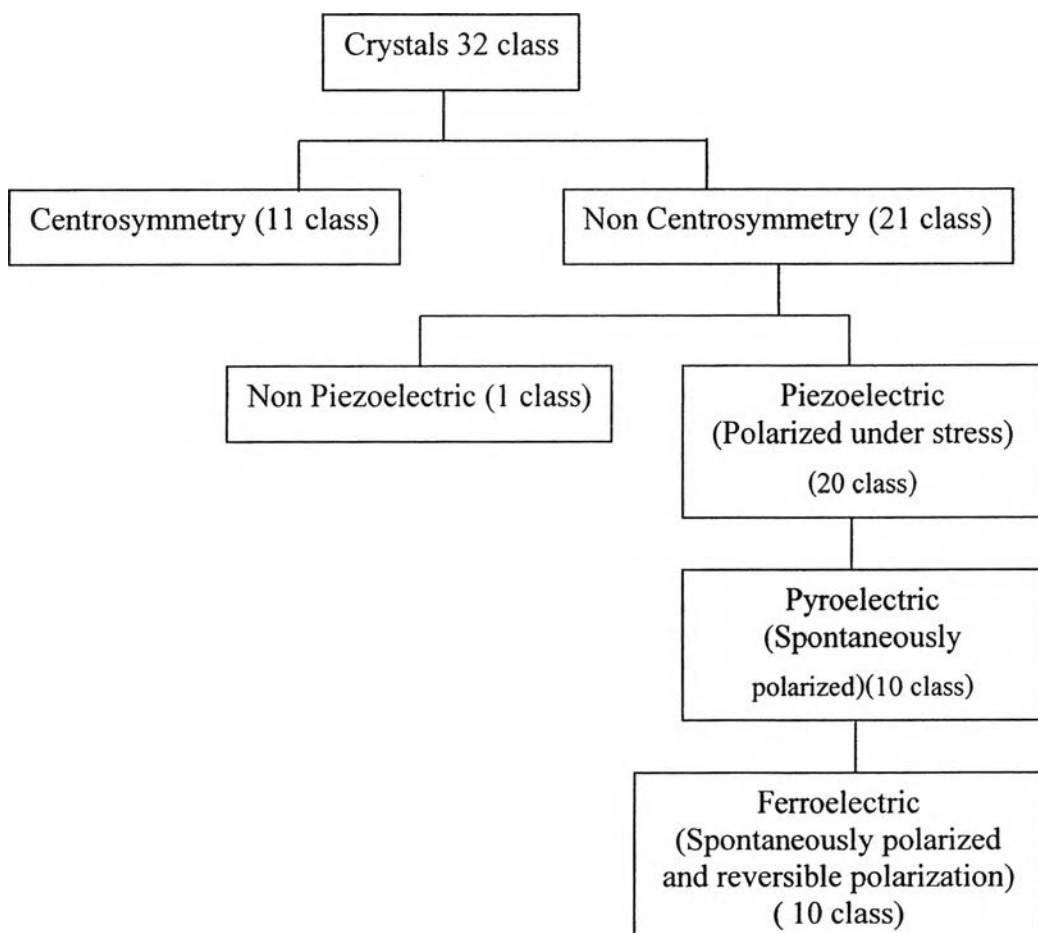 Crystals 32 class
Centrosymmetry (11 class)
Non Centrosymmetry (21 class)
Non Piezoelectric (1 class)
Piezoelectric
(Polarized under stress)
(20 class)
Pyroelectric
(Spontaneously
polarized)(10 class)
Ferroelectric
(Spontaneously polarized
and reversible polarization)
( 10 class)